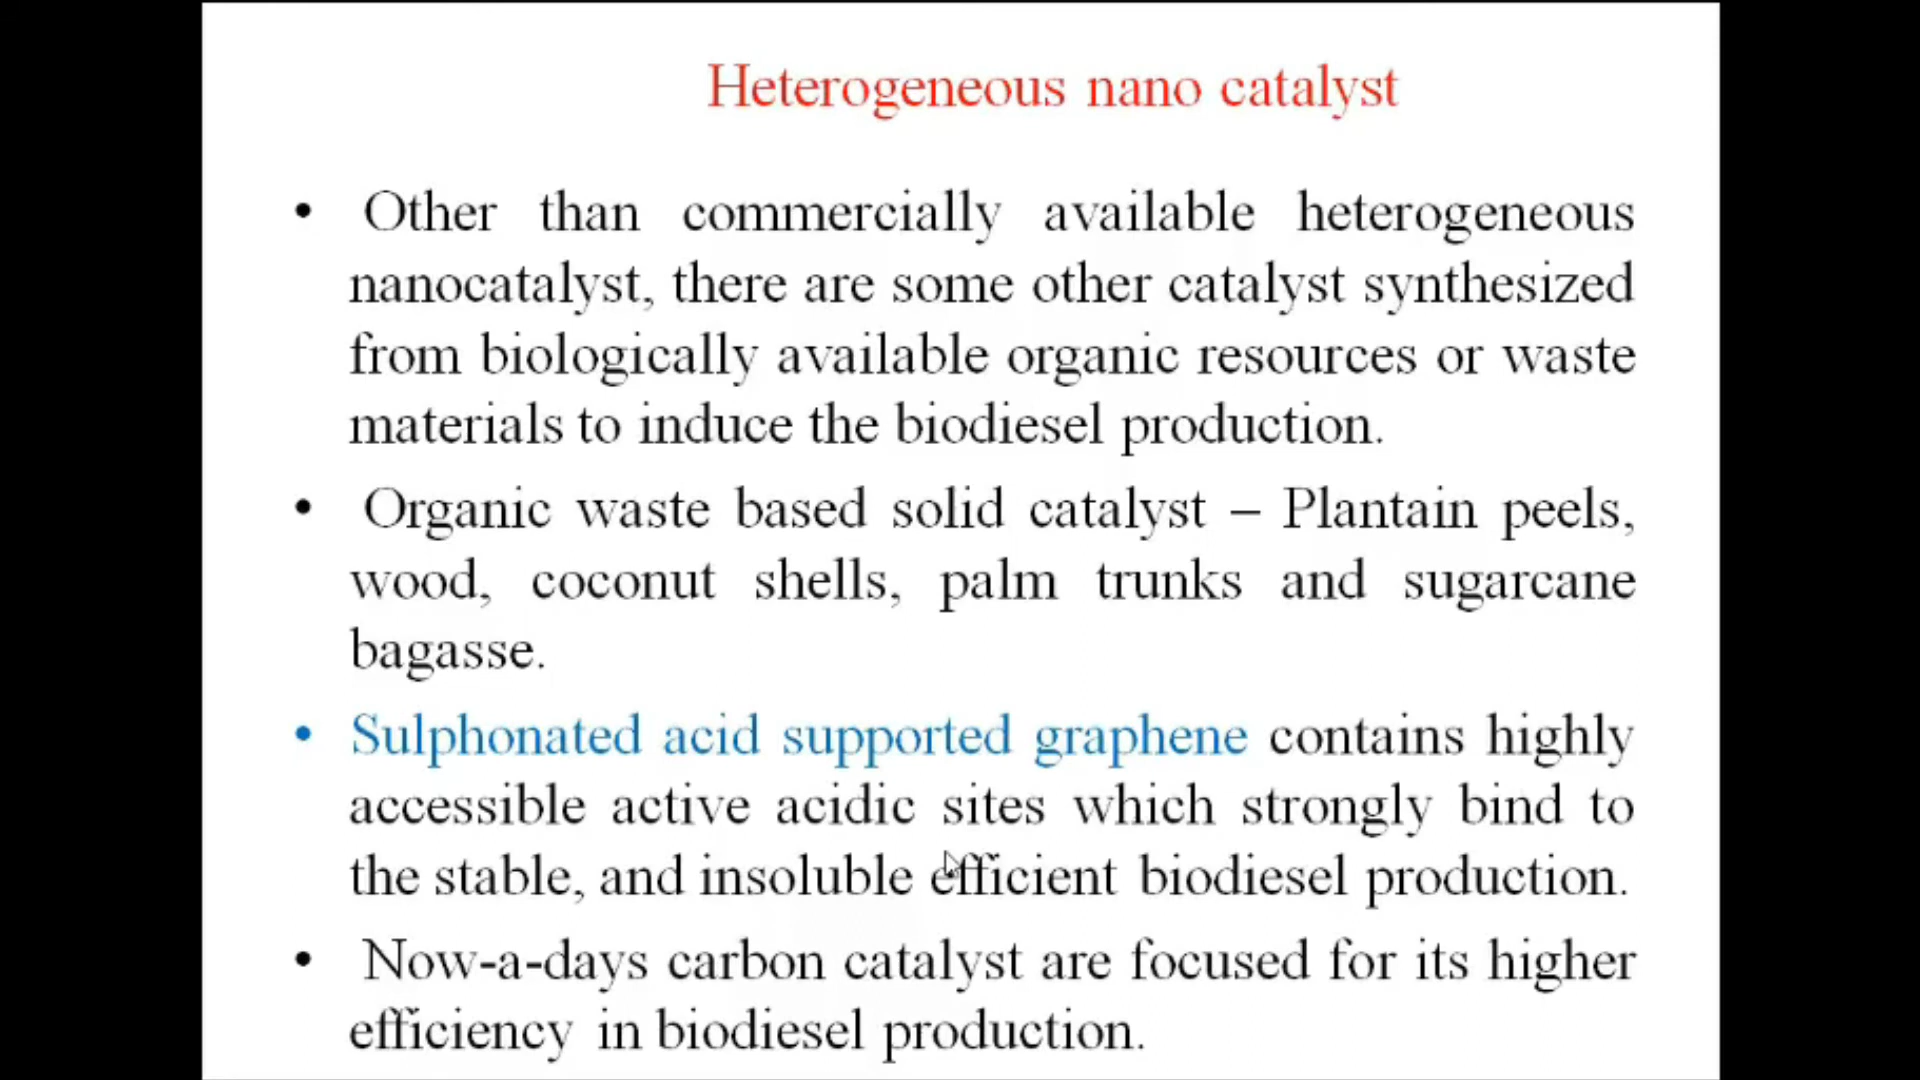 Heterogeneous nano catalyst
• Other than commercially available heterogeneous
nanocatalyst, there are some other catalyst synthesized
from biologically available organic resources or waste
materials to induce the biodiesel production.
• Organic waste based solid catalyst – Plantain peels,
wood, coconut shells, palm trunks and sugarcane
bagasse.
• Sulphonated acid supported graphene contains highly
accessible active acidic sites which strongly bind to
the stable, and insoluble efficient biodiesel production.
• Now-a-days carbon catalyst are focused for its higher
efficiency in biodiesel production.